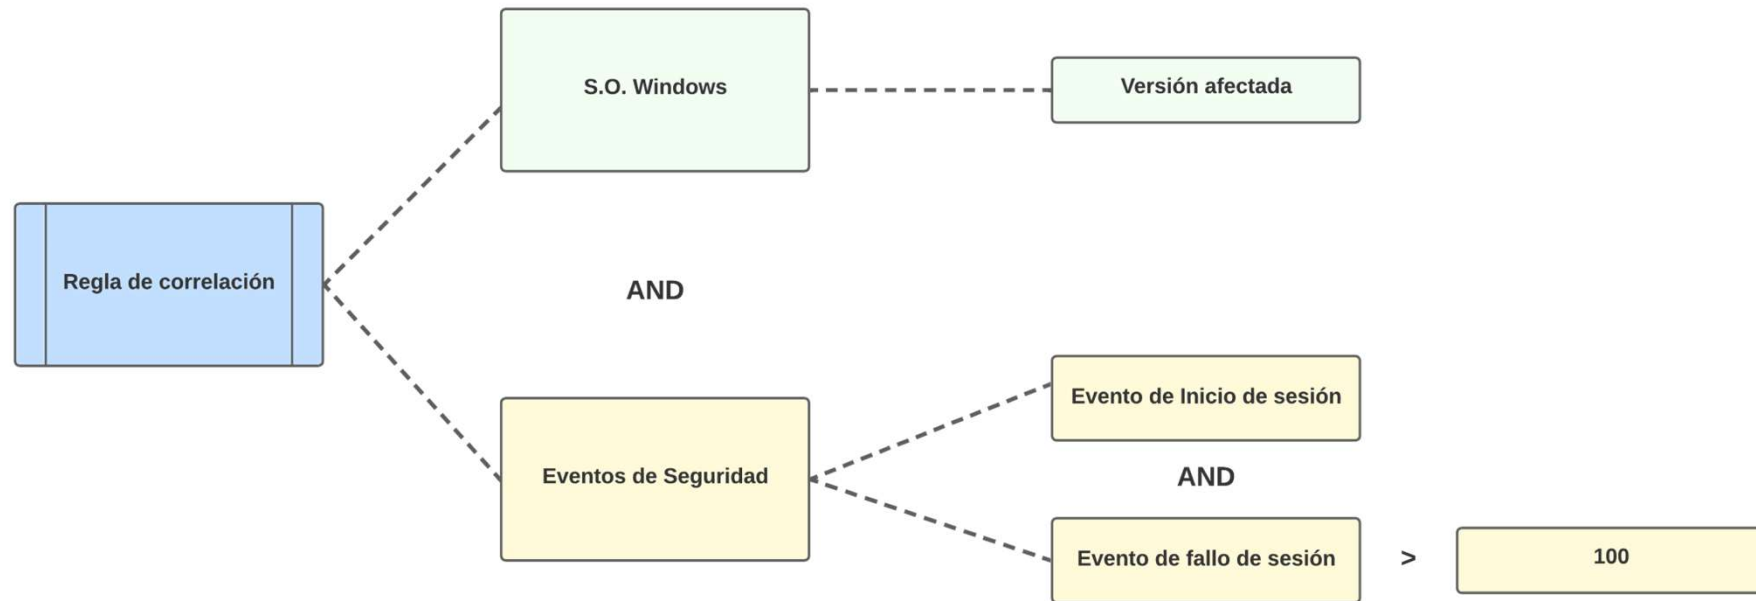 S.O. Windows
Versión afectada
Regla de correlación
AND
Evento de Inicio de sesión
Eventos de Seguridad
AND
Evento de fallo de sesión
>
100